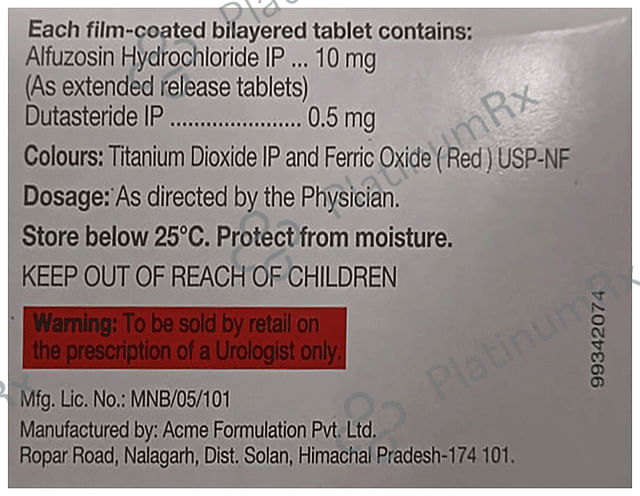 Each film-coated bilayered tablet contains:
Alfuzosin Hydrochloride IP ... 10 mg
(As extended release tablets)
Dutasteride IP ...................... 0.5 mg
Colours: Titanium Dioxide IP and Ferric Oxide (Red) USP-NF
Dosage: As directed by the Physician.
Store below 25°C. Protect from moisture.
KEEP OUT OF REACH OF CHILDREN
Warning: To be sold by retail on
the prescription of a Urologist only.
Mfg. Lic. No.: MNB/05/101
Manufactured by: Acme Formulation Pvt. Ltd.
Ropar Road, Nalagarh, Dist. Solan, Himachal Pradesh-174 101.
99342074
PlatinumRx
PlatinumRx